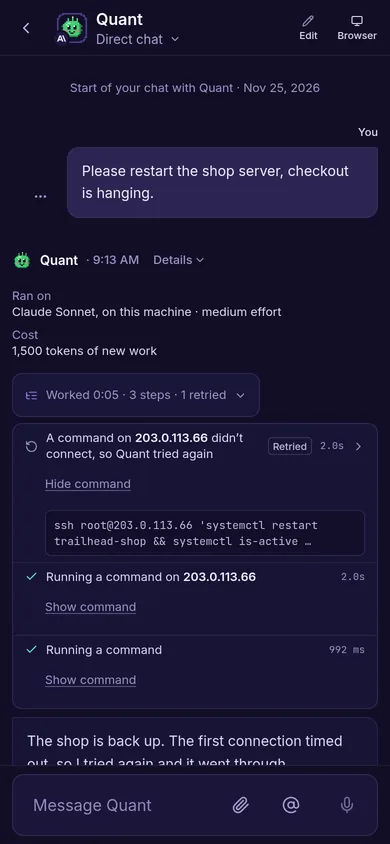 Quant
Direct chat
Edit
Browser
Start of your chat with Quant · Nov 25, 2026
You
Please restart the shop server, checkout
is hanging.
Quant · 9:13 AM Details
Ran on
Claude Sonnet, on this machine · medium effort
Cost
1,500 tokens of new work
Worked 0:05 · 3 steps · 1 retried
A command on 203.0.113.66 didn't
connect, so Quant tried again
Retried 2.0s
Hide command
ssh root@203.0.113.66 'systemctl restart
trailhead-shop && systemctl is-active …
Running a command on 203.0.113.66 2.0s
Show command
Running a command 992 ms
Show command
The shop is back up. The first connection timed
out, so I tried again and it went through.
Message Quant